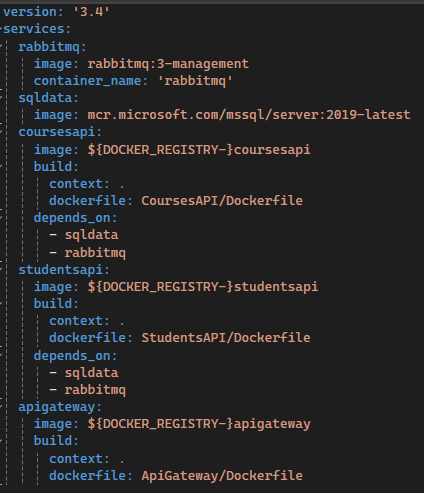 version: '3.4'
services:
  rabbitmq:
    image: rabbitmq:3-management
    container_name: 'rabbitmq'
  sqldata:
    image: mcr.microsoft.com/mssql/server:2019-latest
  coursesapi:
    image: ${DOCKER_REGISTRY-}coursesapi
    build:
      context: .
      dockerfile: CoursesAPI/Dockerfile
    depends_on:
      - sqldata
      - rabbitmq
  studentsapi:
    image: ${DOCKER_REGISTRY-}studentsapi
    build:
      context: .
      dockerfile: StudentsAPI/Dockerfile
    depends_on:
      - sqldata
      - rabbitmq
  apigateway:
    image: ${DOCKER_REGISTRY-}apigateway
    build:
      context: .
      dockerfile: ApiGateway/Dockerfile